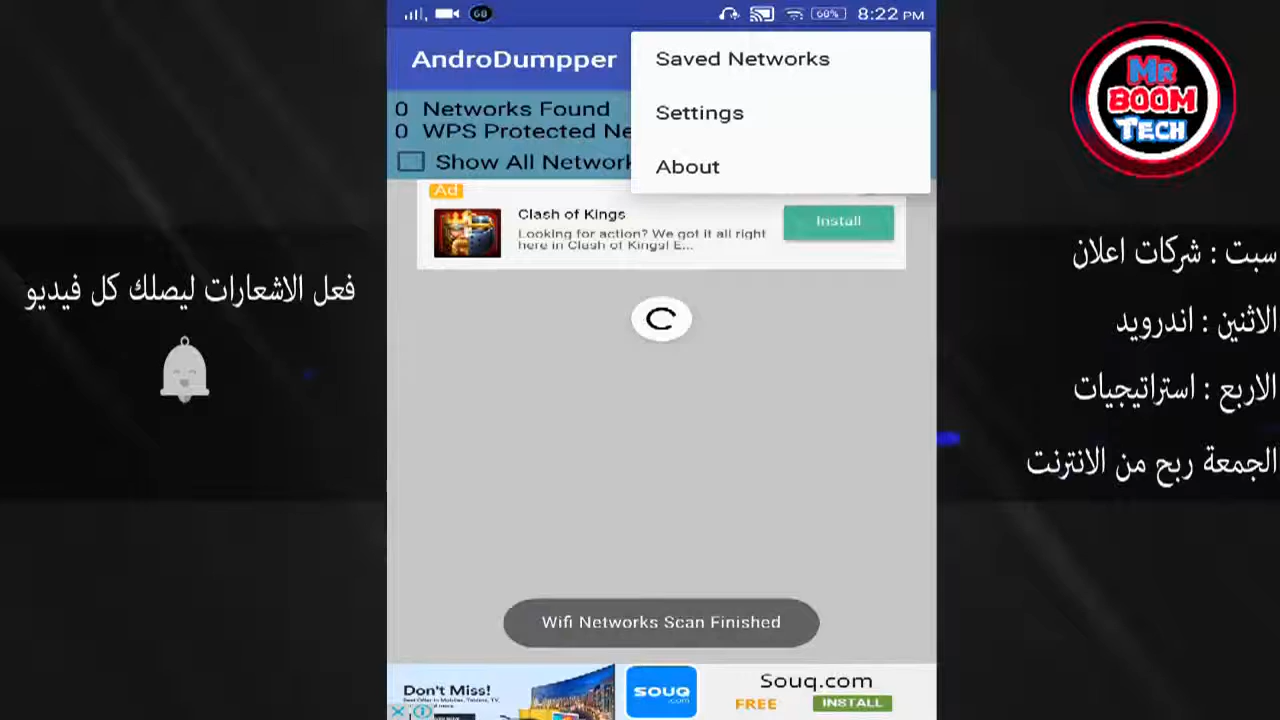 68
68%
8:22 PM
AndroDumpper
Saved Networks
Settings
About
0 Networks Found
0 WPS Protected Ne
Show All Network
Ad
Clash of Kings
Looking for action? We got it all right
here in Clash of Kings! E...
Install
Wifi Networks Scan Finished
Don't Miss!
SOUQ
.com
Souq.com
FREE
INSTALL
MR
BOOM
TECH
فعل الاشعارات ليصلك كل فيديو
سبت : شركات اعلان
الاثنين : اندرويد
الاربع : استراتيجيات
الجمعة ربح من الانترنت